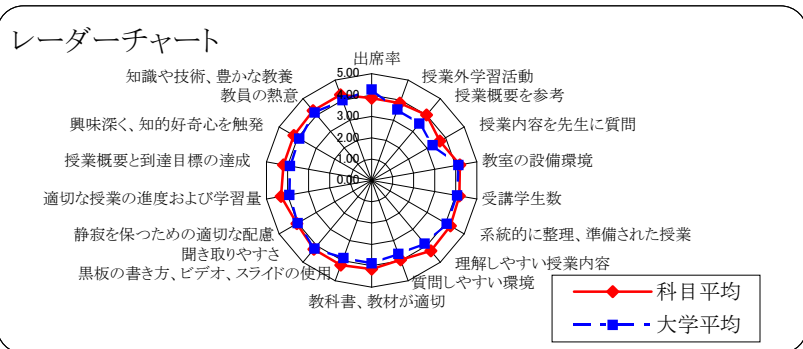 レーダーチャート
出席率
授業外学習活動
授業概要を参考
授業内容を先生に質問
教室の設備環境
受講学生数
系統的に整理、準備された授業
理解しやすい授業内容
質問しやすい環境
教科書、教材が適切
黒板の書き方、ビデオ、スライドの使用
聞き取りやすさ
静寂を保つための適切な配慮
適切な授業の進度および学習量
授業概要と到達目標の達成
興味深く、知的好奇心を触発
教員の熱意
知識や技術、豊かな教養
5.00
4.00
3.00
2.00
1.00
0.00
科目平均
大学平均